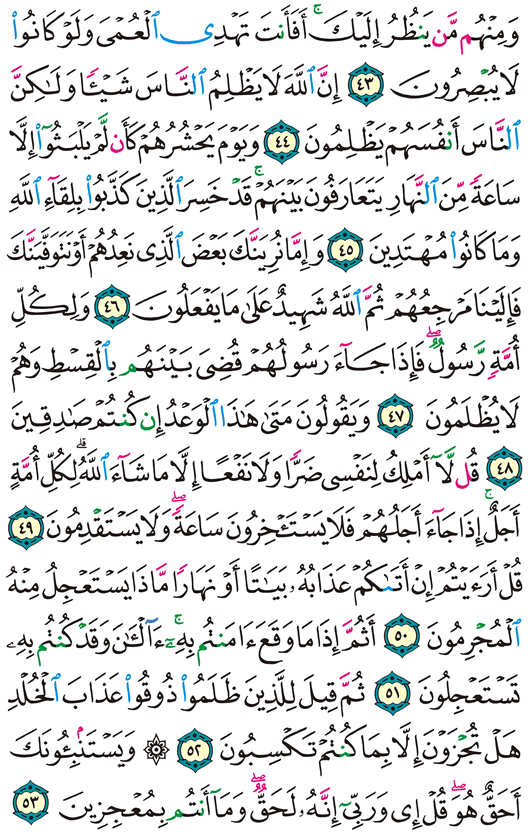 وَمِنْهُم مَّن يَنظُرُ إِلَيْكَ ۚ أَفَأَنتَ تَهْدِى ٱلْعُمْىَ وَلَوْ كَانُوا۟
لَا يُبْصِرُونَ ٤٣ إِنَّ ٱللَّهَ لَا يَظْلِمُ ٱلنَّاسَ شَيْـًٔا وَلَـٰكِنَّ
ٱلنَّاسَ أَنفُسَهُمْ يَظْلِمُونَ ٤٤ وَيَوْمَ يَحْشُرُهُمْ كَأَن لَّمْ يَلْبَثُوٓا۟ إِلَّا
سَاعَةً مِّنَ ٱلنَّهَارِ يَتَعَارَفُونَ بَيْنَهُمْ ۚ قَدْ خَسِرَ ٱلَّذِينَ كَذَّبُوا۟ بِلِقَآءِ ٱللَّهِ
وَمَا كَانُوا۟ مُهْتَدِينَ ٤٥ وَإِمَّا نُرِيَنَّكَ بَعْضَ ٱلَّذِى نَعِدُهُمْ أَوْ نَتَوَفَّيَنَّكَ
فَإِلَيْنَا مَرْجِعُهُمْ ثُمَّ ٱللَّهُ شَهِيدٌ عَلَىٰ مَا يَفْعَلُونَ ٤٦ وَلِكُلِّ
أُمَّةٍ رَّسُولٌ ۖ فَإِذَا جَآءَ رَسُولُهُمْ قُضِىَ بَيْنَهُم بِٱلْقِسْطِ وَهُمْ
لَا يُظْلَمُونَ ٤٧ وَيَقُولُونَ مَتَىٰ هَـٰذَا ٱلْوَعْدُ إِن كُنتُمْ صَـٰدِقِينَ
٤٨ قُل لَّآ أَمْلِكُ لِنَفْسِى ضَرًّا وَلَا نَفْعًا إِلَّا مَا شَآءَ ٱللَّهُ ۗ لِكُلِّ أُمَّةٍ
أَجَلٌ ۚ إِذَا جَآءَ أَجَلُهُمْ فَلَا يَسْتَـْٔخِرُونَ سَاعَةً ۖ وَلَا يَسْتَقْدِمُونَ ٤٩
قُلْ أَرَءَيْتُمْ إِنْ أَتَىٰكُمْ عَذَابُهُۥ بَيَـٰتًا أَوْ نَهَارًا مَّاذَا يَسْتَعْجِلُ مِنْهُ
ٱلْمُجْرِمُونَ ٥٠ أَثُمَّ إِذَا مَا وَقَعَ ءَامَنتُم بِهِۦٓ ۚ ءَآلْـَٔـٰنَ وَقَدْ كُنتُم بِهِۦ
تَسْتَعْجِلُونَ ٥١ ثُمَّ قِيلَ لِلَّذِينَ ظَلَمُوا۟ ذُوقُوا۟ عَذَابَ ٱلْخُلْدِ
هَلْ تُجْزَوْنَ إِلَّا بِمَا كُنتُمْ تَكْسِبُونَ ٥٢ ۞ وَيَسْتَنۢبِـُٔونَكَ
أَحَقٌّ هُوَ ۖ قُلْ إِى وَرَبِّىٓ إِنَّهُۥ لَحَقٌّ ۖ وَمَآ أَنتُم بِمُعْجِزِينَ ٥٣